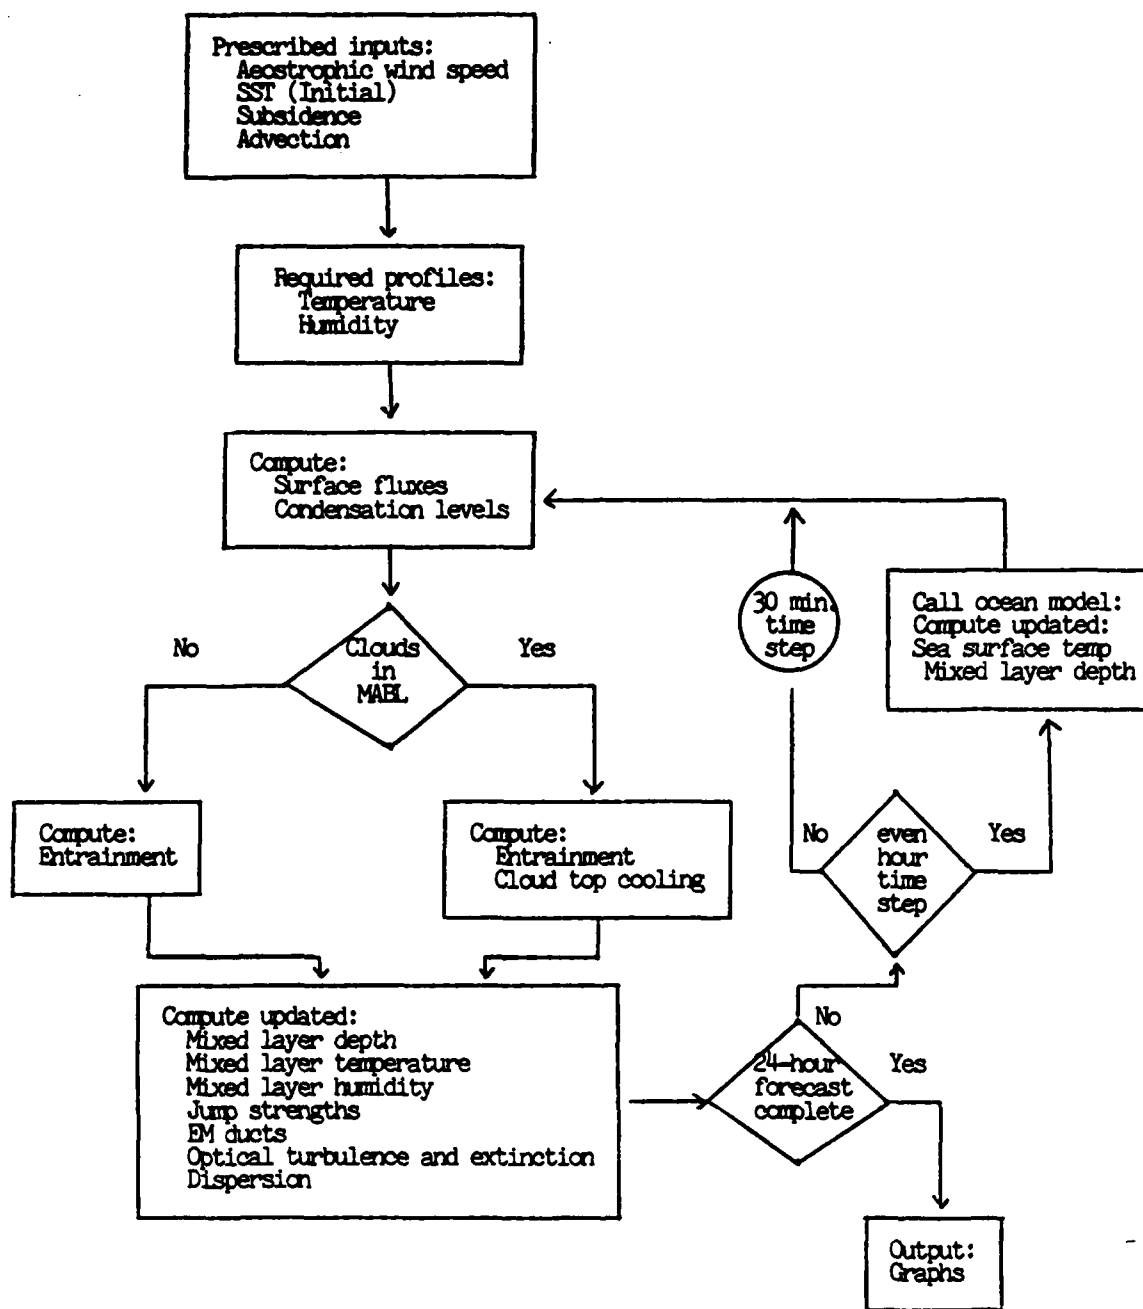 Prescribed inputs:
Aeostrophic wind speed
SST (Initial)
Subsidence
Advection
Required profiles:
Temperature
Humidity
Compute:
Surface fluxes
Condensation levels
No
Clouds
in
MABL
Yes
30 min.
time
step
Call ocean model:
Compute updated:
Sea surface temp
Mixed layer depth
Compute:
Entrainment
Compute:
Entrainment
Cloud top cooling
No
even
hour
time
step
Yes
Compute updated:
Mixed layer depth
Mixed layer temperature
Mixed layer humidity
Jump strengths
EM ducts
Optical turbulence and extinction
Dispersion
No
24-hour
forecast
complete
Yes
Output:
Graphs